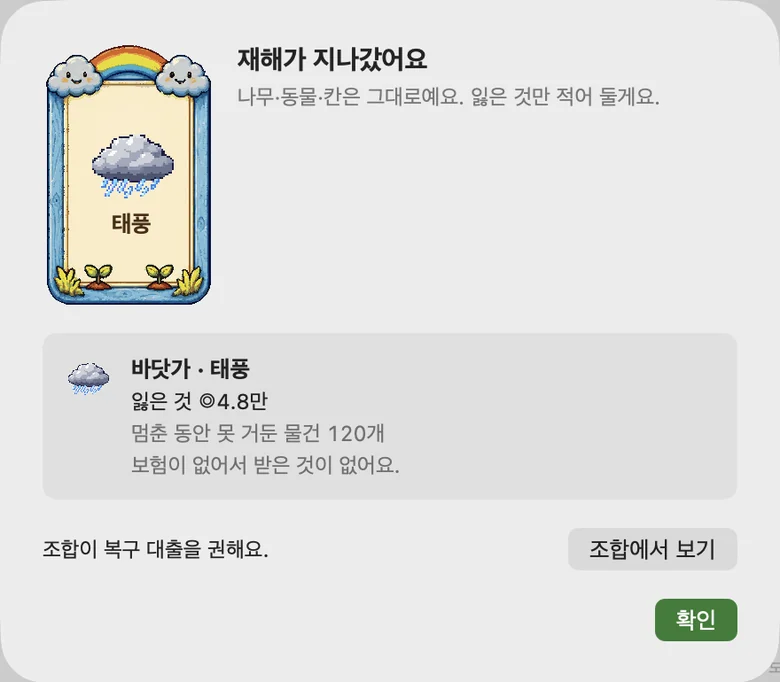 재해가 지나갔어요
나무·동물·칸은 그대로예요. 잃은 것만 적어 둘게요.
태풍
바닷가 · 태풍
잃은 것 ◎4.8만
멈춘 동안 못 거둔 물건 120개
보험이 없어서 받은 것이 없어요.
조합이 복구 대출을 권해요.
조합에서 보기
확인